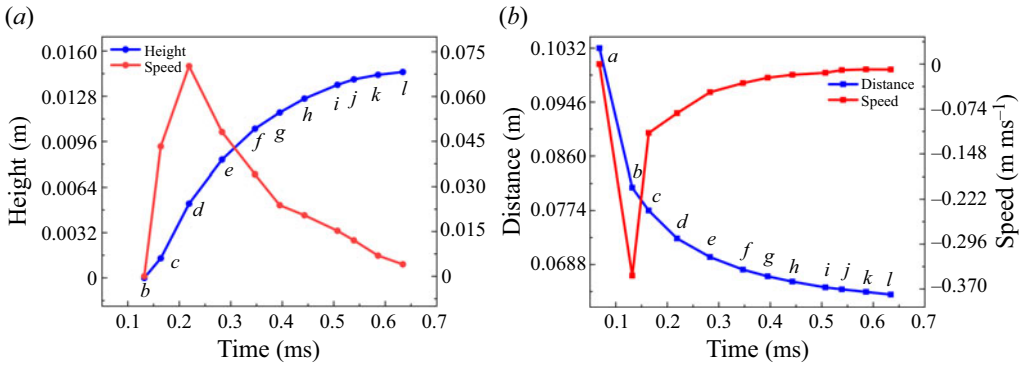 (a)
0.0160
0.0128
0.0096
0.0064
0.0032
0
Height (m)
Height
Speed
b
c
d
e
f
g
h
i
j
k
l
0.075
0.060
0.045
0.030
0.015
0
0.1 0.2 0.3 0.4 0.5 0.6 0.7
Time (ms)
(b)
0.1032
0.0946
0.0860
0.0774
0.0688
Distance (m)
a
b
c
d
e
f
g
h
i
j
k
l
Distance
Speed
0
–0.074
–0.148
–0.222
–0.296
–0.370
Speed (m ms⁻¹)
0.1 0.2 0.3 0.4 0.5 0.6 0.7
Time (ms)